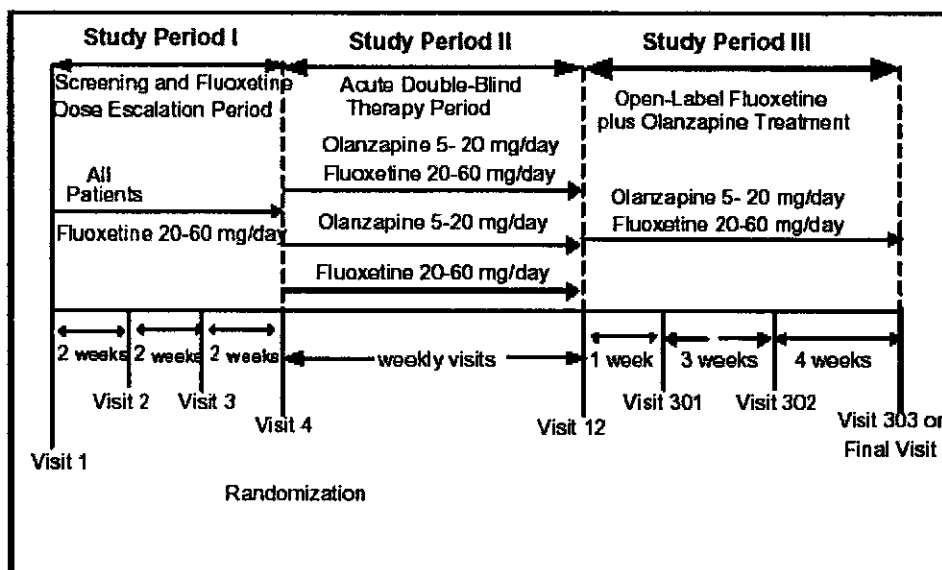 Study Period I
Study Period II
Study Period III
Screening and Fluoxetine
Dose Escalation Period
Acute Double-Blind
Therapy Period
Open-Label Fluoxetine
plus Olanzapine Treatment
All
Patients
Fluoxetine 20-60 mg/day
Olanzapine 5- 20 mg/day
Fluoxetine 20-60 mg/day
Olanzapine 5-20 mg/day
Fluoxetine 20-60 mg/day
Olanzapine 5- 20 mg/day
Fluoxetine 20-60 mg/day
2 weeks
2 weeks
2 weeks
weekly visits
1 week
3 weeks
4 weeks
Visit 1
Visit 2
Visit 3
Visit 4
Visit 12
Visit 301
Visit 302
Visit 303 or
Final Visit
Randomization